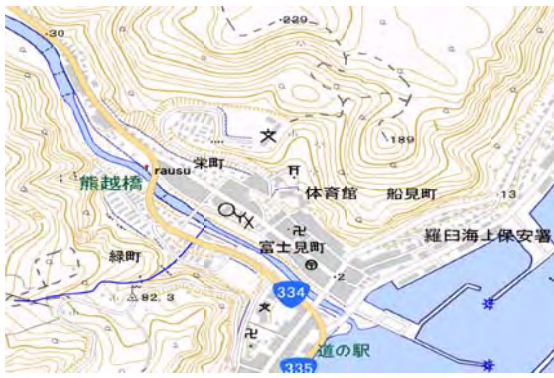 ・229
・30
・189
栄町
rausu
熊越橋
体育館
船見町
・13
羅臼海上保安署
富士見町
緑町
・2
82.3
334
道の駅
335